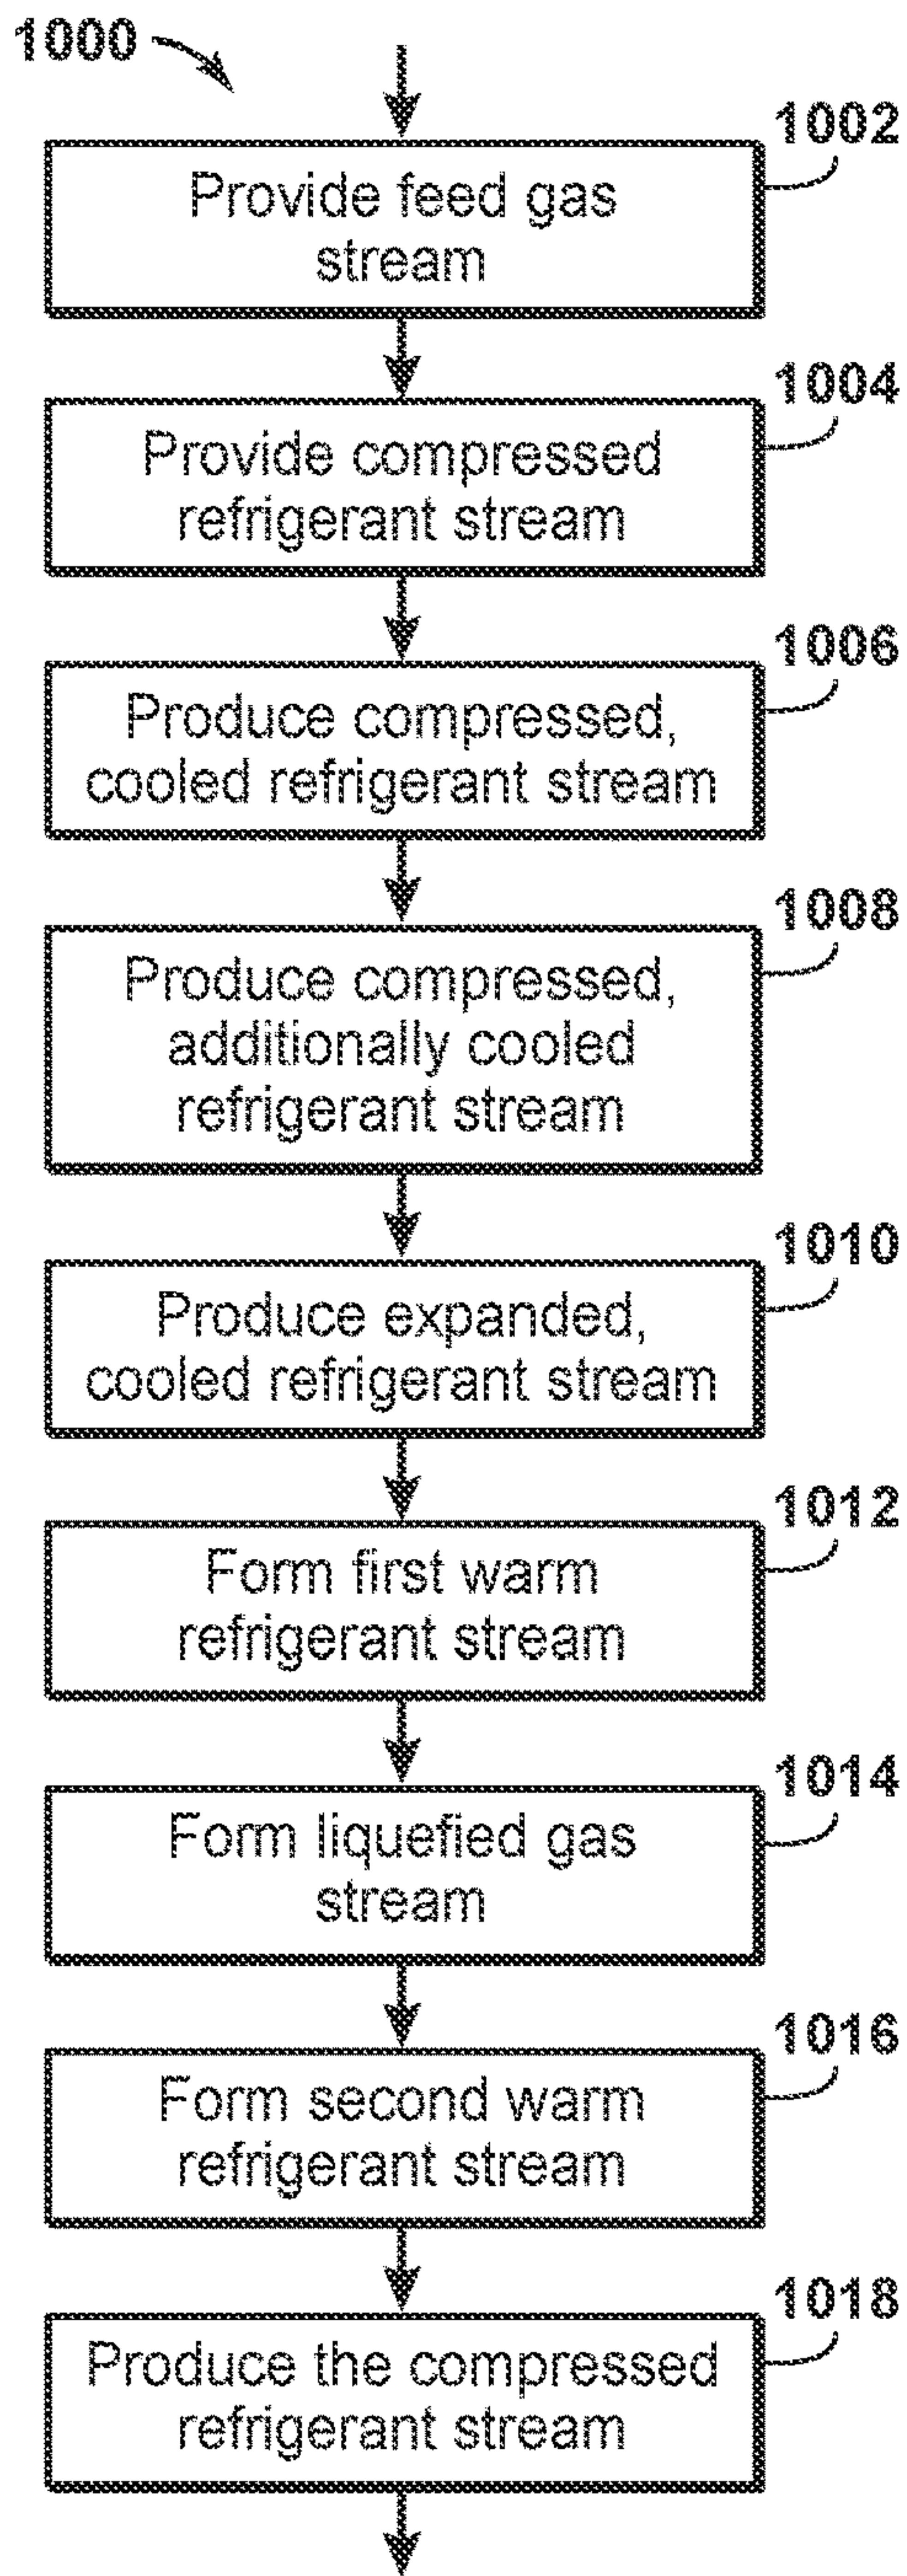 1000
1002
Provide feed gas
stream
1004
Provide compressed
refrigerant stream
1006
Produce compressed,
cooled refrigerant stream
1008
Produce compressed,
additionally cooled
refrigerant stream
1010
Produce expanded,
cooled refrigerant stream
1012
Form first warm
refrigerant stream
1014
Form liquefied gas
stream
1016
Form second warm
refrigerant stream
1018
Produce the compressed
refrigerant stream